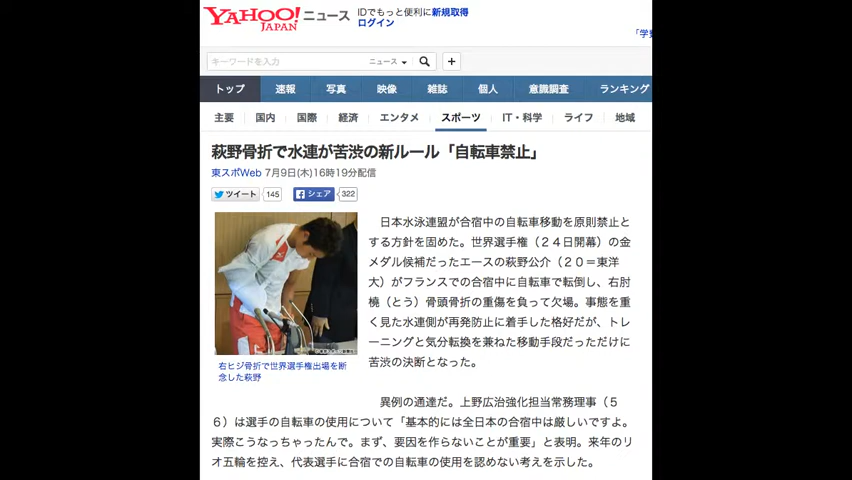 YAHOO! JAPAN ニュース
IDでもっと便利に新規取得
ログイン
「学
キーワードを入力 ニュース
トップ 速報 写真 映像 雑誌 個人 意識調査 ランキング
主要 国内 国際 経済 エンタメ スポーツ IT・科学 ライフ 地域
萩野骨折で水連が苦渋の新ルール「自転車禁止」
東スポWeb 7月9日(木)16時19分配信
ツイート 145 シェア 322
日本水泳連盟が合宿中の自転車移動を原則禁止と
する方針を固めた。世界選手権（２４日開幕）の金
メダル候補だったエースの萩野公介（２０＝東洋
大）がフランスでの合宿中に自転車で転倒し、右肘
橈（とう）骨頭骨折の重傷を負って欠場。事態を重
く見た水連側が再発防止に着手した格好だが、トレ
ーニングと気分転換を兼ねた移動手段だっただけに
苦渋の決断となった。
右ヒジ骨折で世界選手権出場を断
念した萩野
異例の通達だ。上野広治強化担当常務理事（５
６）は選手の自転車の使用について「基本的には全日本の合宿中は厳しいですよ。
実際こうなっちゃったんで。まず、要因を作らないことが重要」と表明。来年のリ
オ五輪を控え、代表選手に合宿での自転車の使用を認めない考えを示した。